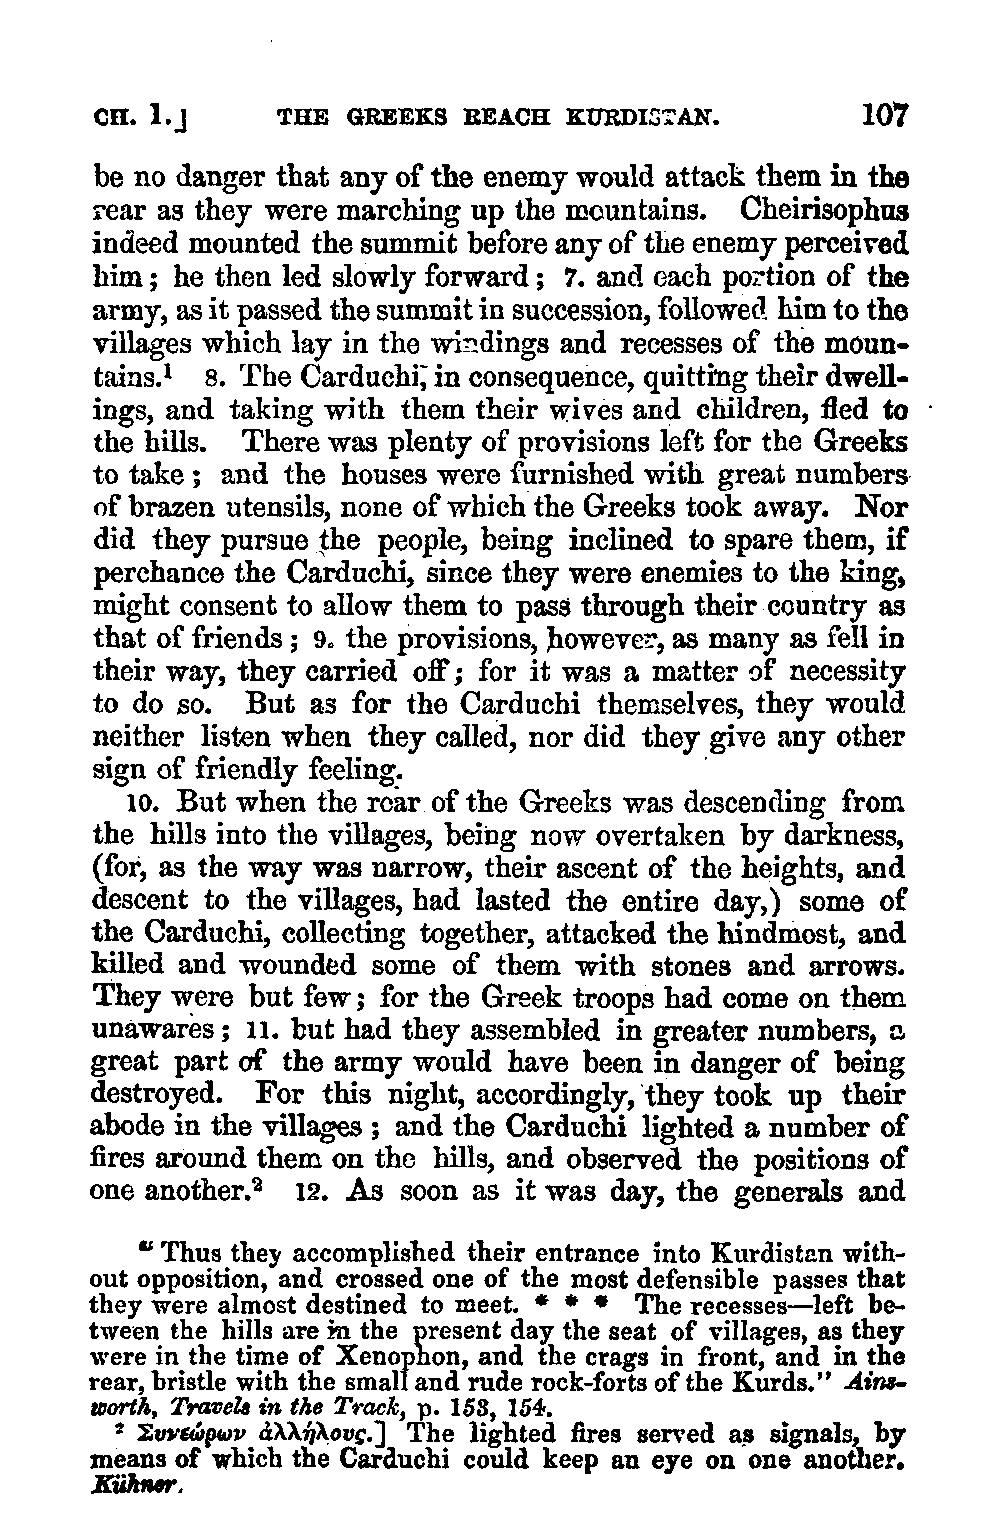 CH. 1.] THE GREEKS REACH KURDISTAN. 107
be no danger that any of the enemy would attack them in the
rear as they were marching up the mountains. Cheirisophus
indeed mounted the summit before any of the enemy perceived
him; he then led slowly forward; 7. and each portion of the
army, as it passed the summit in succession, followed him to the
villages which lay in the windings and recesses of the moun-
tains.¹ 8. The Carduchi, in consequence, quitting their dwell-
ings, and taking with them their wives and children, fled to
the hills. There was plenty of provisions left for the Greeks
to take; and the houses were furnished with great numbers
of brazen utensils, none of which the Greeks took away. Nor
did they pursue the people, being inclined to spare them, if
perchance the Carduchi, since they were enemies to the king,
might consent to allow them to pass through their country as
that of friends; 9. the provisions, however, as many as fell in
their way, they carried off; for it was a matter of necessity
to do so. But as for the Carduchi themselves, they would
neither listen when they called, nor did they give any other
sign of friendly feeling.
10. But when the rear of the Greeks was descending from
the hills into the villages, being now overtaken by darkness,
(for, as the way was narrow, their ascent of the heights, and
descent to the villages, had lasted the entire day,) some of
the Carduchi, collecting together, attacked the hindmost, and
killed and wounded some of them with stones and arrows.
They were but few; for the Greek troops had come on them
unawares; 11. but had they assembled in greater numbers, a
great part of the army would have been in danger of being
destroyed. For this night, accordingly, they took up their
abode in the villages; and the Carduchi lighted a number of
fires around them on the hills, and observed the positions of
one another.² 12. As soon as it was day, the generals and
“ Thus they accomplished their entrance into Kurdistan with-
out opposition, and crossed one of the most defensible passes that
they were almost destined to meet. * * * The recesses—left be-
tween the hills are in the present day the seat of villages, as they
were in the time of Xenophon, and the crags in front, and in the
rear, bristle with the small and rude rock-forts of the Kurds." Ains-
worth, Travels in the Track, p. 153, 154.
² Συνεώρων ἀλλήλους.] The lighted fires served as signals, by
means of which the Carduchi could keep an eye on one another.
Kühner.